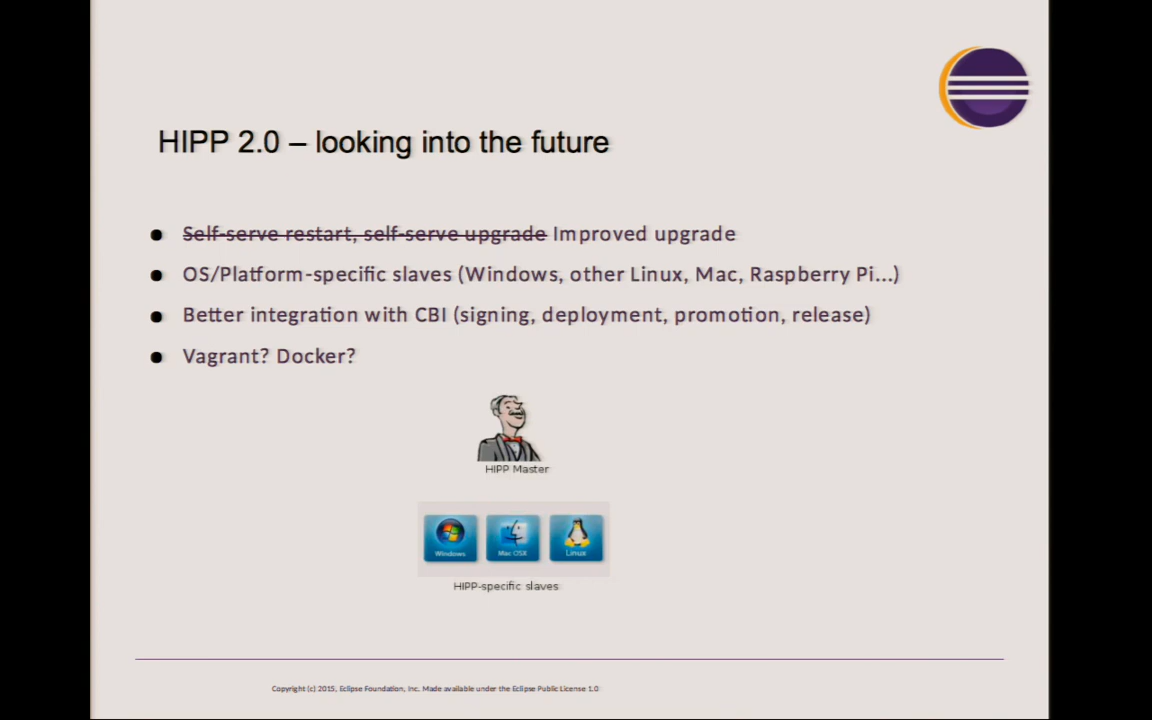 HIPP 2.0 – looking into the future
Self-serve restart, self-serve upgrade Improved upgrade
OS/Platform-specific slaves (Windows, other Linux, Mac, Raspberry Pi...)
Better integration with CBI (signing, deployment, promotion, release)
Vagrant? Docker?
HIPP Master
Windows Mac OSX Linux
HIPP-specific slaves
Copyright (c) 2015, Eclipse Foundation, Inc. Made available under the Eclipse Public License 1.0